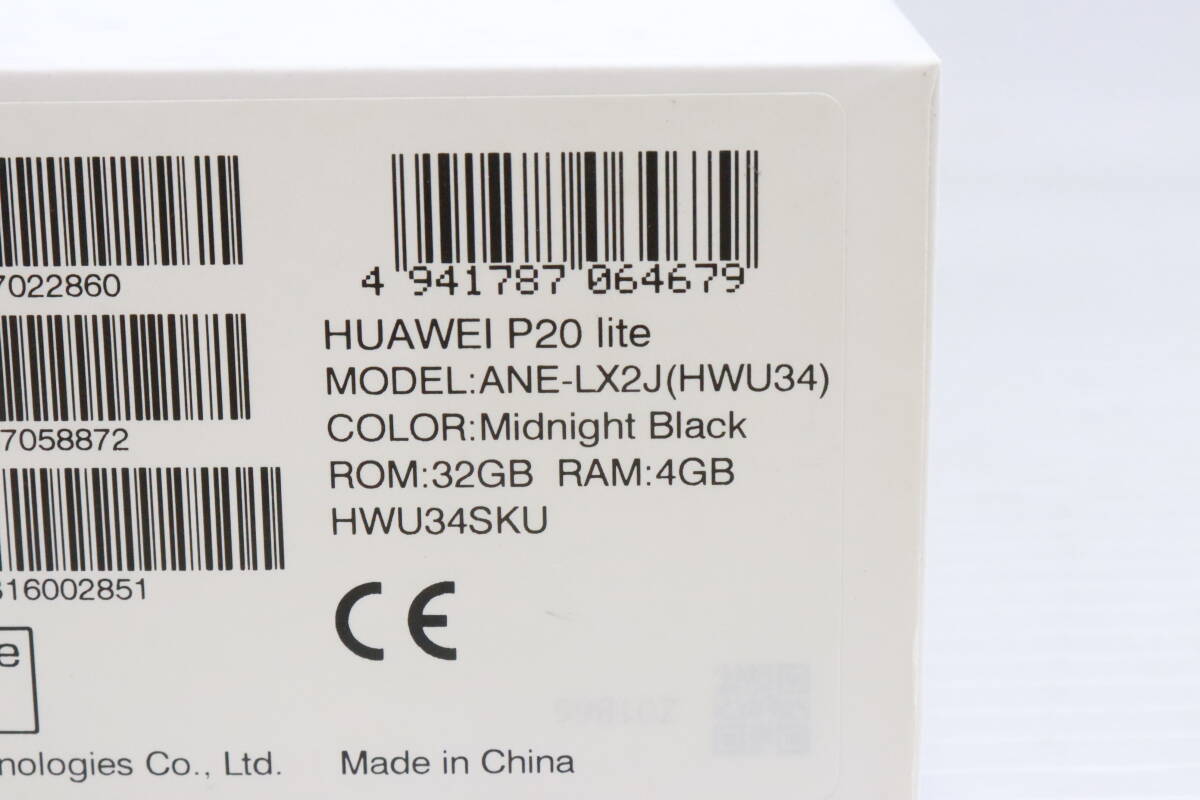 7022860
7058872
16002851
e
nologies Co., Ltd.
4 941787 064679
HUAWEI P20 lite
MODEL:ANE-LX2J(HWU34)
COLOR:Midnight Black
ROM:32GB RAM:4GB
HWU34SKU
CE
Made in China